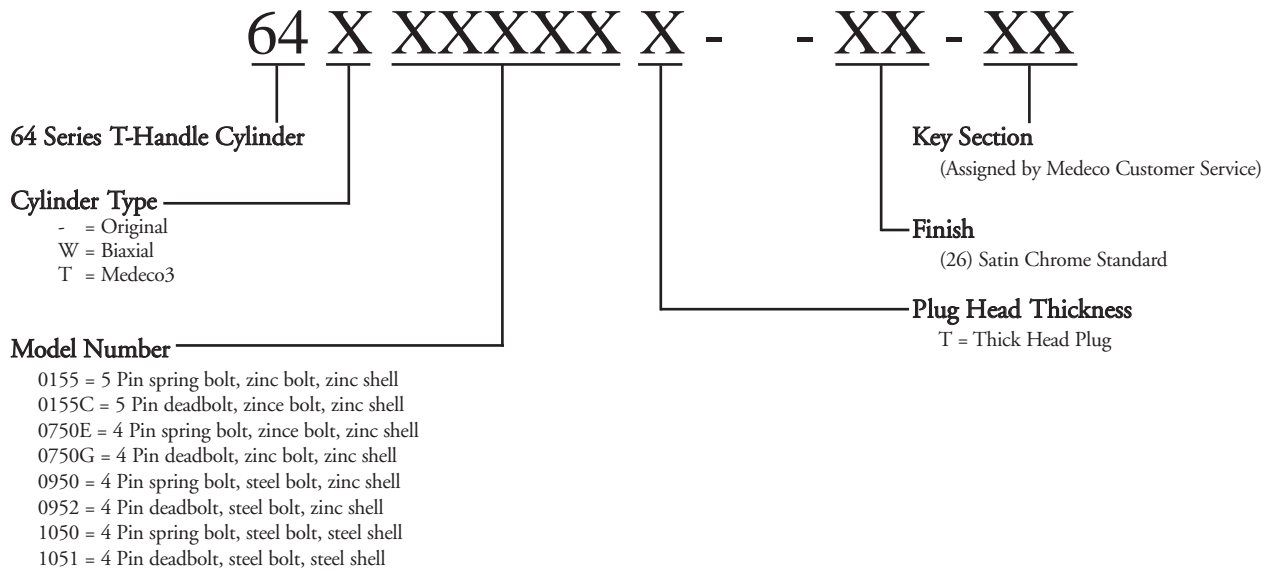 64 X XXXXX X - - XX - XX
64 Series T-Handle Cylinder
Cylinder Type
- = Original
W = Biaxial
T = Medeco3
Model Number
0155 = 5 Pin spring bolt, zinc bolt, zinc shell
0155C = 5 Pin deadbolt, zince bolt, zinc shell
0750E = 4 Pin spring bolt, zince bolt, zinc shell
0750G = 4 Pin deadbolt, zinc bolt, zinc shell
0950 = 4 Pin spring bolt, steel bolt, zinc shell
0952 = 4 Pin deadbolt, steel bolt, zinc shell
1050 = 4 Pin spring bolt, steel bolt, steel shell
1051 = 4 Pin deadbolt, steel bolt, steel shell
Key Section
(Assigned by Medeco Customer Service)
Finish
(26) Satin Chrome Standard
Plug Head Thickness
T = Thick Head Plug